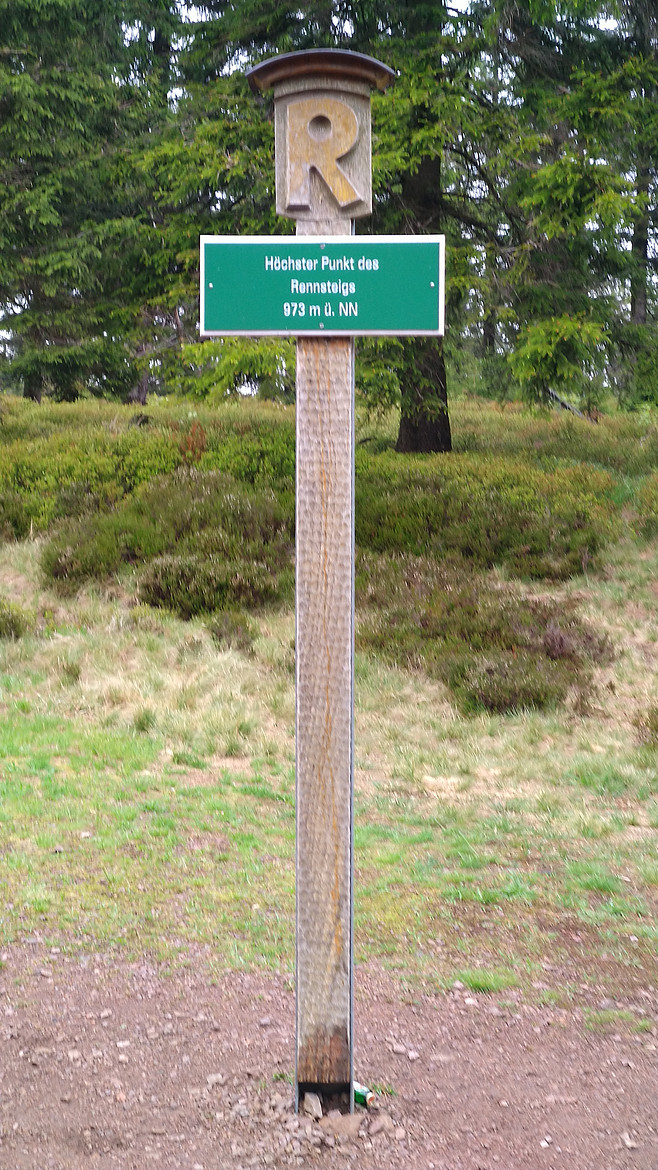 R
Höchster Punkt des
Rennsteigs
973 m ü. NN